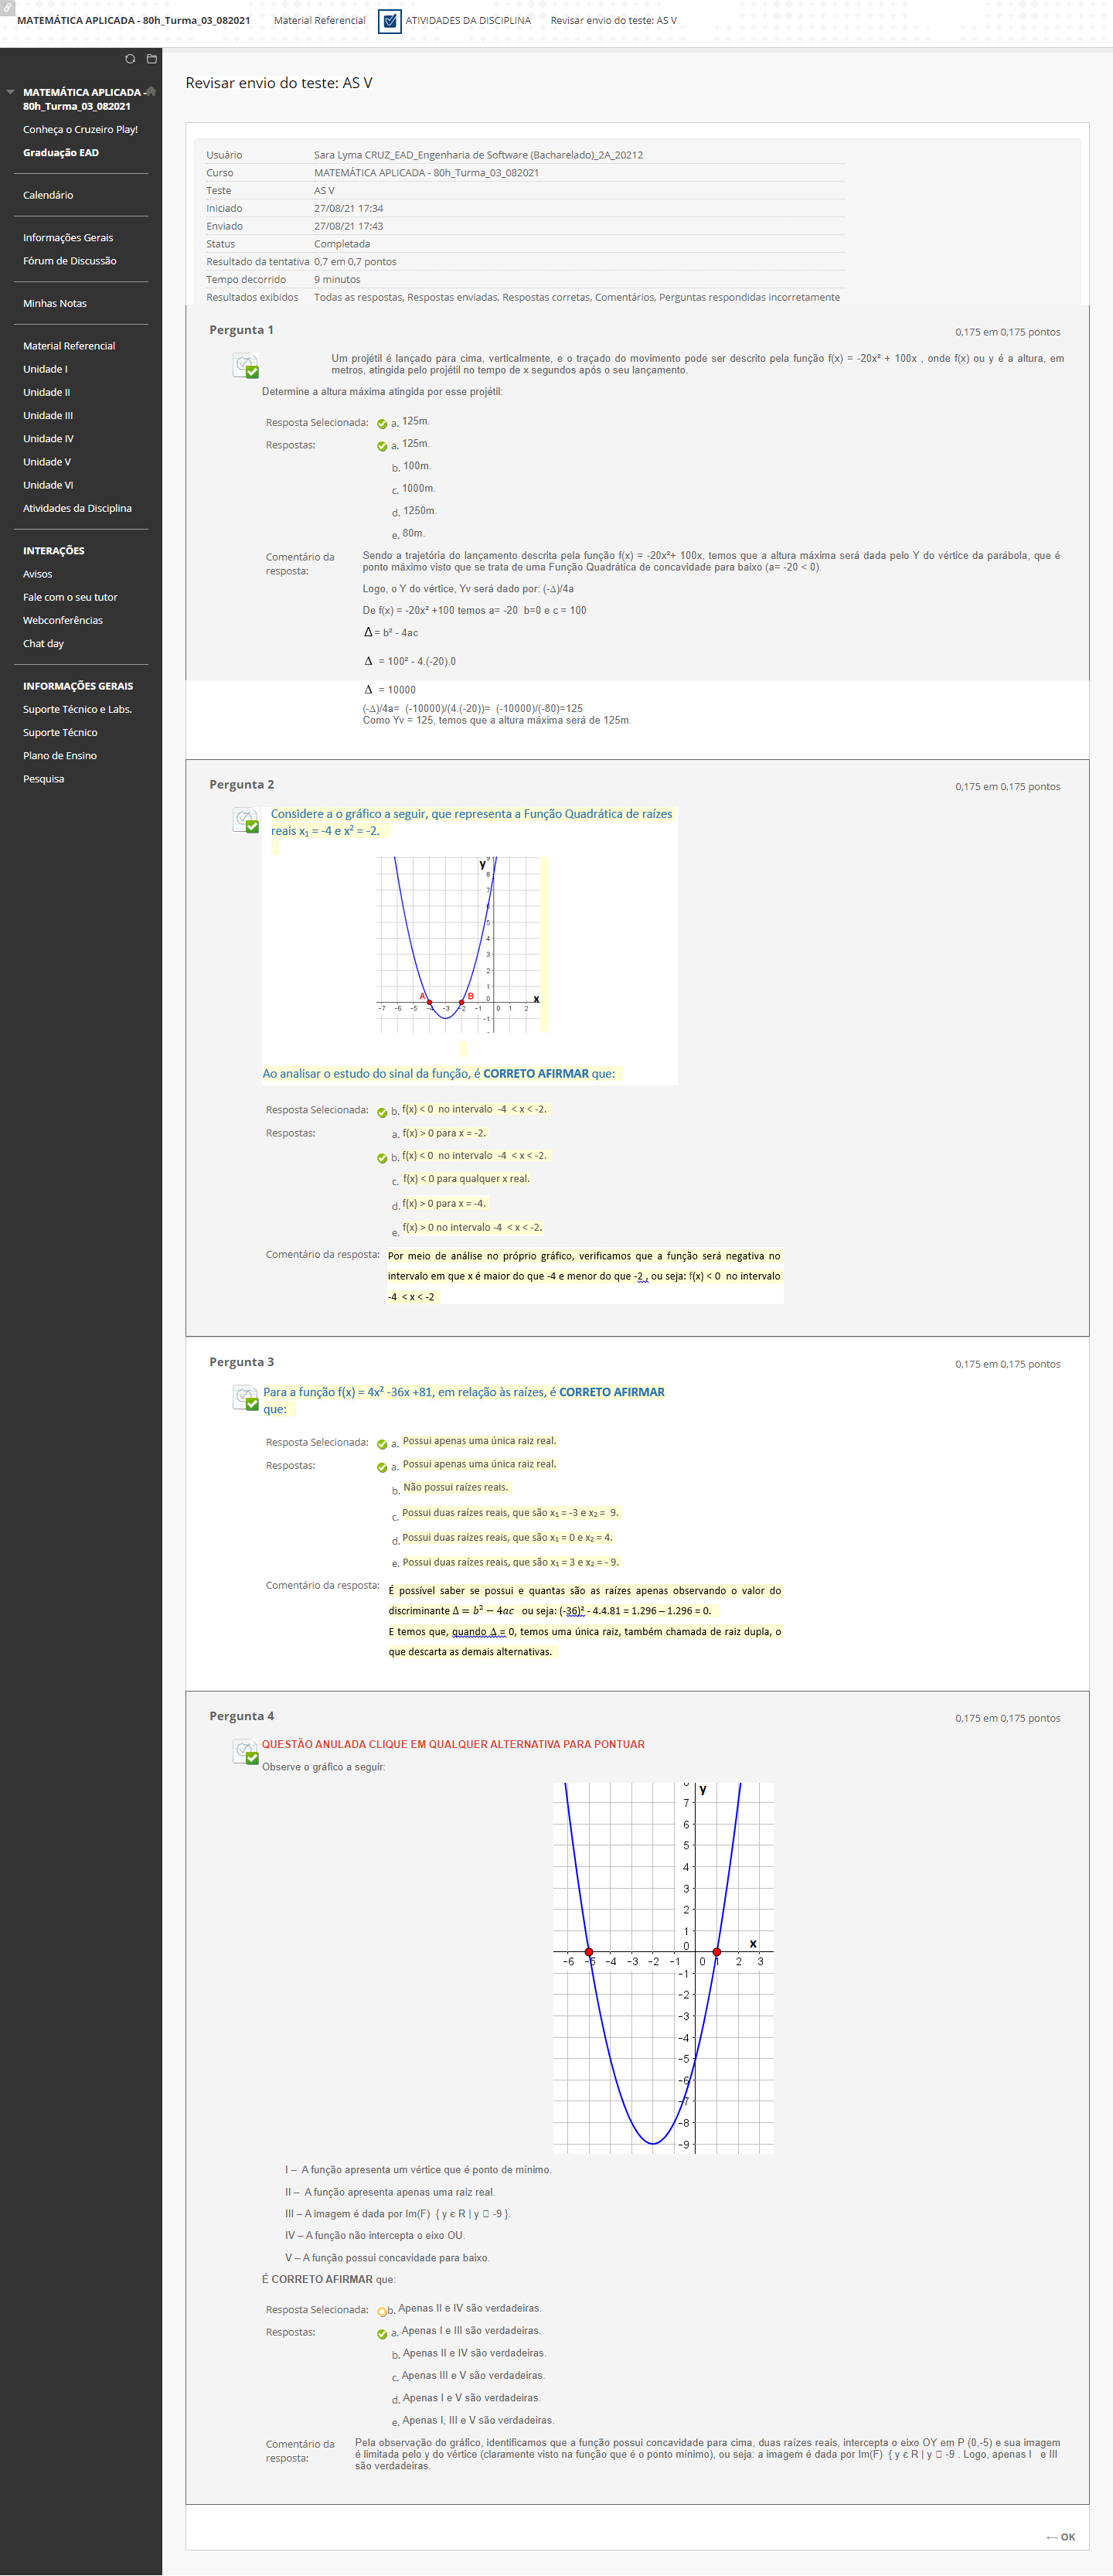 MATEMÁTICA APLICADA - 80h_Turma_03_082021 Material Referencial ATIVIDADES DA DISCIPLINA Revisar envio do teste: AS V
MATEMÁTICA APLICADA -
80h_Turma_03_082021
Conheça o Cruzeiro Play!
Graduação EAD
Calendário
Informações Gerais
Fórum de Discussão
Minhas Notas
Material Referencial
Unidade I
Unidade II
Unidade III
Unidade IV
Unidade V
Unidade VI
Atividades da Disciplina
INTERAÇÕES
Avisos
Fale com o seu tutor
Webconferências
Chat day
INFORMAÇÕES GERAIS
Suporte Técnico e Labs.
Suporte Técnico
Plano de Ensino
Pesquisa
Revisar envio do teste: AS V
Usuário Sara Lyma CRUZ_EAD_Engenharia de Software (Bacharelado)_2A_20212
Curso MATEMÁTICA APLICADA - 80h_Turma_03_082021
Teste AS V
Iniciado 27/08/21 17:34
Enviado 27/08/21 17:43
Status Completada
Resultado da tentativa 0,7 em 0,7 pontos
Tempo decorrido 9 minutos
Resultados exibidos Todas as respostas, Respostas enviadas, Respostas corretas, Comentários, Perguntas respondidas incorretamente
Pergunta 1 0,175 em 0,175 pontos
Um projétil é lançado para cima, verticalmente, e o traçado do movimento pode ser descrito pela função f(x) = -20x² + 100x , onde f(x) ou y é a altura, em
metros, atingida pelo projétil no tempo de x segundos após o seu lançamento.
Determine a altura máxima atingida por esse projétil:
Resposta Selecionada: a. 125m.
Respostas: a. 125m.
b. 100m.
c. 1000m.
d. 1250m.
e. 80m.
Comentário da resposta: Sendo a trajetória do lançamento descrita pela função f(x) = -20x²+ 100x, temos que a altura máxima será dada pelo Y do vértice da parábola, que é
ponto máximo visto que se trata de uma Função Quadrática de concavidade para baixo (a= -20 < 0).
Logo, o Y do vértice, Yv será dado por: (-Δ)/4a
De f(x) = -20x² +100 temos a= -20 b=0 e c = 100
Δ = b² - 4ac
Δ = 100² - 4.(-20).0
Δ = 10000
(-Δ)/4a= (-10000)/(4.(-20))= (-10000)/(-80)=125
Como Yv = 125, temos que a altura máxima será de 125m.
Pergunta 2 0,175 em 0,175 pontos
Considere a o gráfico a seguir, que representa a Função Quadrática de raízes
reais x₁ = -4 e x² = -2.
y
9
8
7
6
5
4
3
2
1
0
A B x
-7 -6 -5 -4 -3 -2 -1 0 1 2
-1
Ao analisar o estudo do sinal da função, é CORRETO AFIRMAR que:
Resposta Selecionada: b. f(x) < 0 no intervalo -4 < x < -2.
Respostas: a. f(x) > 0 para x = -2.
b. f(x) < 0 no intervalo -4 < x < -2.
c. f(x) < 0 para qualquer x real.
d. f(x) > 0 para x = -4.
e. f(x) > 0 no intervalo -4 < x < -2.
Comentário da resposta: Por meio de análise no próprio gráfico, verificamos que a função será negativa no
intervalo em que x é maior do que -4 e menor do que -2 , ou seja: f(x) < 0 no intervalo
-4 < x < -2
Pergunta 3 0,175 em 0,175 pontos
Para a função f(x) = 4x² -36x +81, em relação às raízes, é CORRETO AFIRMAR
que:
Resposta Selecionada: a. Possui apenas uma única raiz real.
Respostas: a. Possui apenas uma única raiz real.
b. Não possui raízes reais.
c. Possui duas raízes reais, que são x₁ = -3 e x₂ = 9.
d. Possui duas raízes reais, que são x₁ = 0 e x₂ = 4.
e. Possui duas raízes reais, que são x₁ = 3 e x₂ = - 9.
Comentário da resposta: É possível saber se possui e quantas são as raízes apenas observando o valor do
discriminante Δ = b² − 4ac ou seja: (-36)² - 4.4.81 = 1.296 – 1.296 = 0.
E temos que, quando Δ = 0, temos uma única raiz, também chamada de raiz dupla, o
que descarta as demais alternativas.
Pergunta 4 0,175 em 0,175 pontos
QUESTÃO ANULADA CLIQUE EM QUALQUER ALTERNATIVA PARA PONTUAR
Observe o gráfico a seguir:
y
7
6
5
4
3
2
1
0
x
-6 -5 -4 -3 -2 -1 0 1 2 3
-1
-2
-3
-4
-5
-6
-7
-8
-9
I – A função apresenta um vértice que é ponto de mínimo.
II – A função apresenta apenas uma raiz real.
III – A imagem é dada por Im(F) { y ϵ R | y □ -9 }.
IV – A função não intercepta o eixo OU.
V – A função possui concavidade para baixo.
É CORRETO AFIRMAR que:
Resposta Selecionada: b. Apenas II e IV são verdadeiras.
Respostas: a. Apenas I e III são verdadeiras.
b. Apenas II e IV são verdadeiras.
c. Apenas III e V são verdadeiras.
d. Apenas I e V são verdadeiras.
e. Apenas I, III e V são verdadeiras.
Comentário da resposta: Pela observação do gráfico, identificamos que a função possui concavidade para cima, duas raízes reais, intercepta o eixo OY em P (0,-5) e sua imagem
é limitada pelo y do vértice (claramente visto na função que é o ponto mínimo), ou seja: a imagem é dada por Im(F) { y ϵ R | y □ -9 . Logo, apenas I e III
são verdadeiras.
← OK